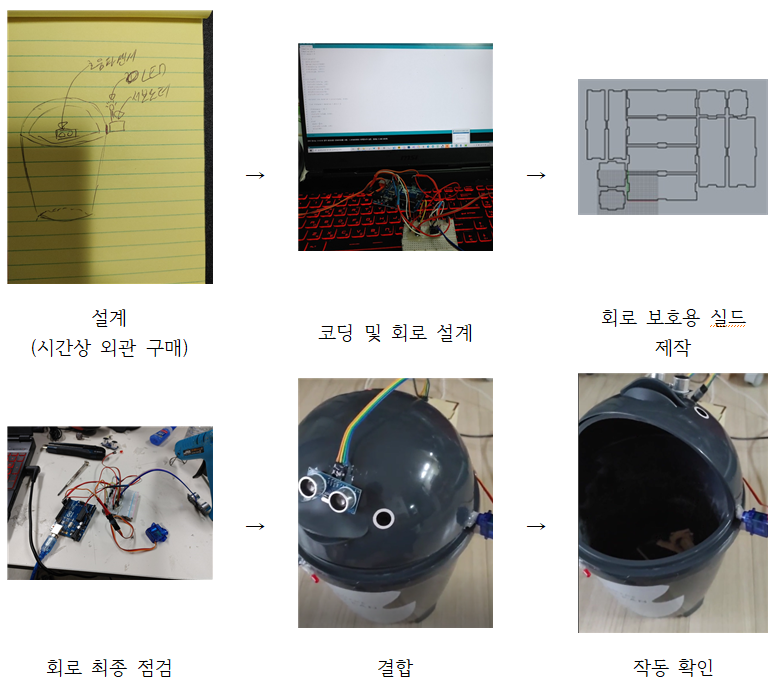 초음파센서
LED
서보모터
→
→
설계
(시간상 외관 구매)
코딩 및 회로 설계
회로 보호용 실드
제작
→
→
회로 최종 점검
결합
작동 확인